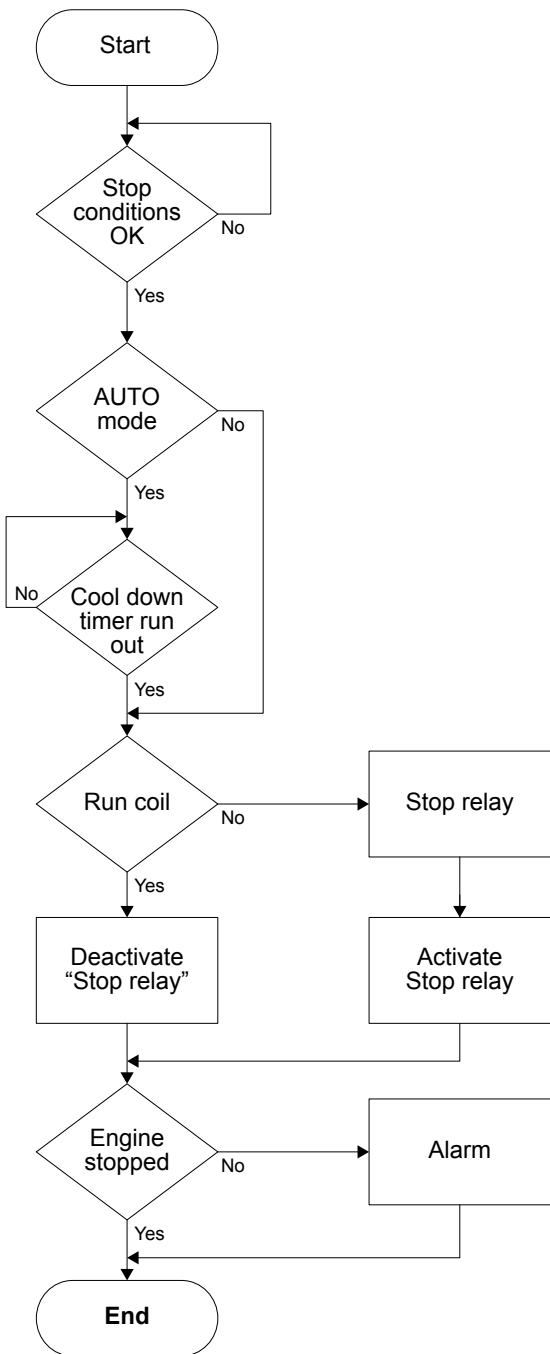 Start
Stop
conditions
OK
No
Yes
AUTO
mode
No
Yes
No
Cool down
timer run
out
Yes
Run coil
No
Stop relay
Yes
Deactivate
“Stop relay”
Activate
Stop relay
Engine
stopped
No
Alarm
Yes
End